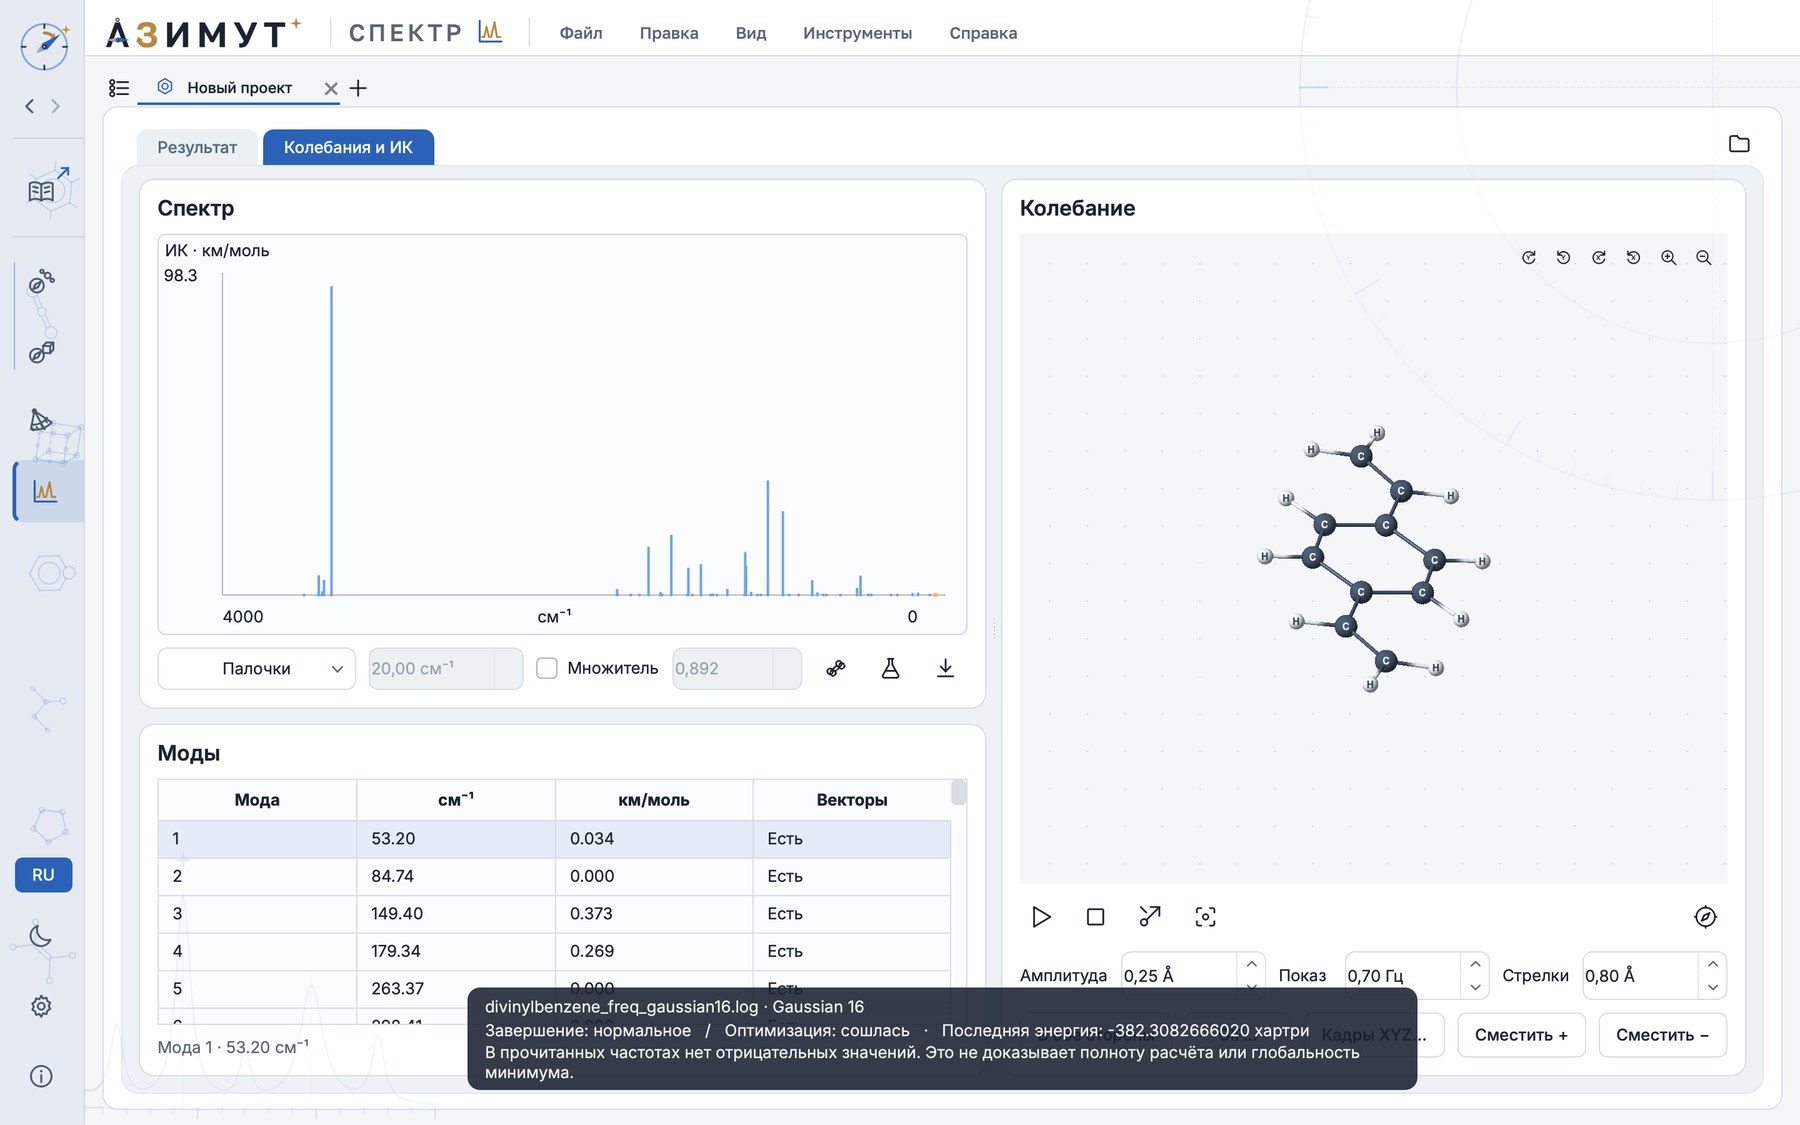 АЗИМУТ
СПЕКТР
Файл
Правка
Вид
Инструменты
Справка
Новый проект
Результат
Колебания и ИК
Спектр
ИК · км/моль
98.3
4000
см⁻¹
0
Палочки
20,00 см⁻¹
Множитель
0,892
Моды
Мода см⁻¹ км/моль Векторы
1 53.20 0.034 Есть
2 84.74 0.000 Есть
3 149.40 0.373 Есть
4 179.34 0.269 Есть
5 263.37 0.000 Есть
Мода 1 · 53.20 см⁻¹
Колебание
H
H
C
C
H
H
C
C
H
C
C
H
C
C
H
H
C
C
H
H
Амплитуда
0,25 Å
Показ
0,70 Гц
Стрелки
0,80 Å
Кадры XYZ...
Сместить +
Сместить −
divinylbenzene_freq_gaussian16.log · Gaussian 16
Завершение: нормальное / Оптимизация: сошлась · Последняя энергия: -382.3082666020 хартри
В прочитанных частотах нет отрицательных значений. Это не доказывает полноту расчёта или глобальность
минимума.
RU